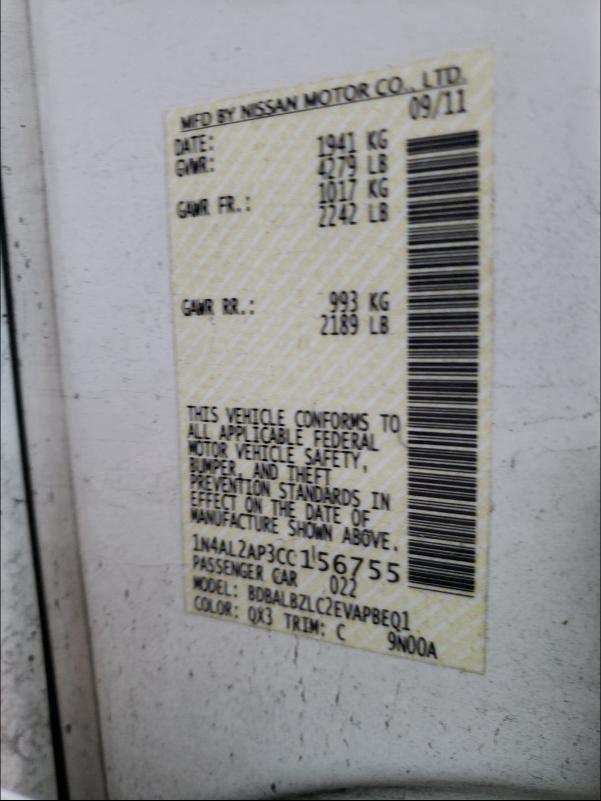 MFD BY NISSAN MOTOR CO., LTD.
DATE: 09/11
GVWR: 1941 KG
4279 LB
GAWR FR.: 1017 KG
2242 LB
GAWR RR.: 993 KG
2189 LB
THIS VEHICLE CONFORMS TO
ALL APPLICABLE FEDERAL
MOTOR VEHICLE SAFETY,
BUMPER, AND THEFT
PREVENTION STANDARDS IN
EFFECT ON THE DATE OF
MANUFACTURE SHOWN ABOVE.
1N4AL2AP3CC156755
PASSENGER CAR 022
MODEL: BDBALBZLC2EVAPBEQ1
COLOR: QX3 TRIM: C 9N00A